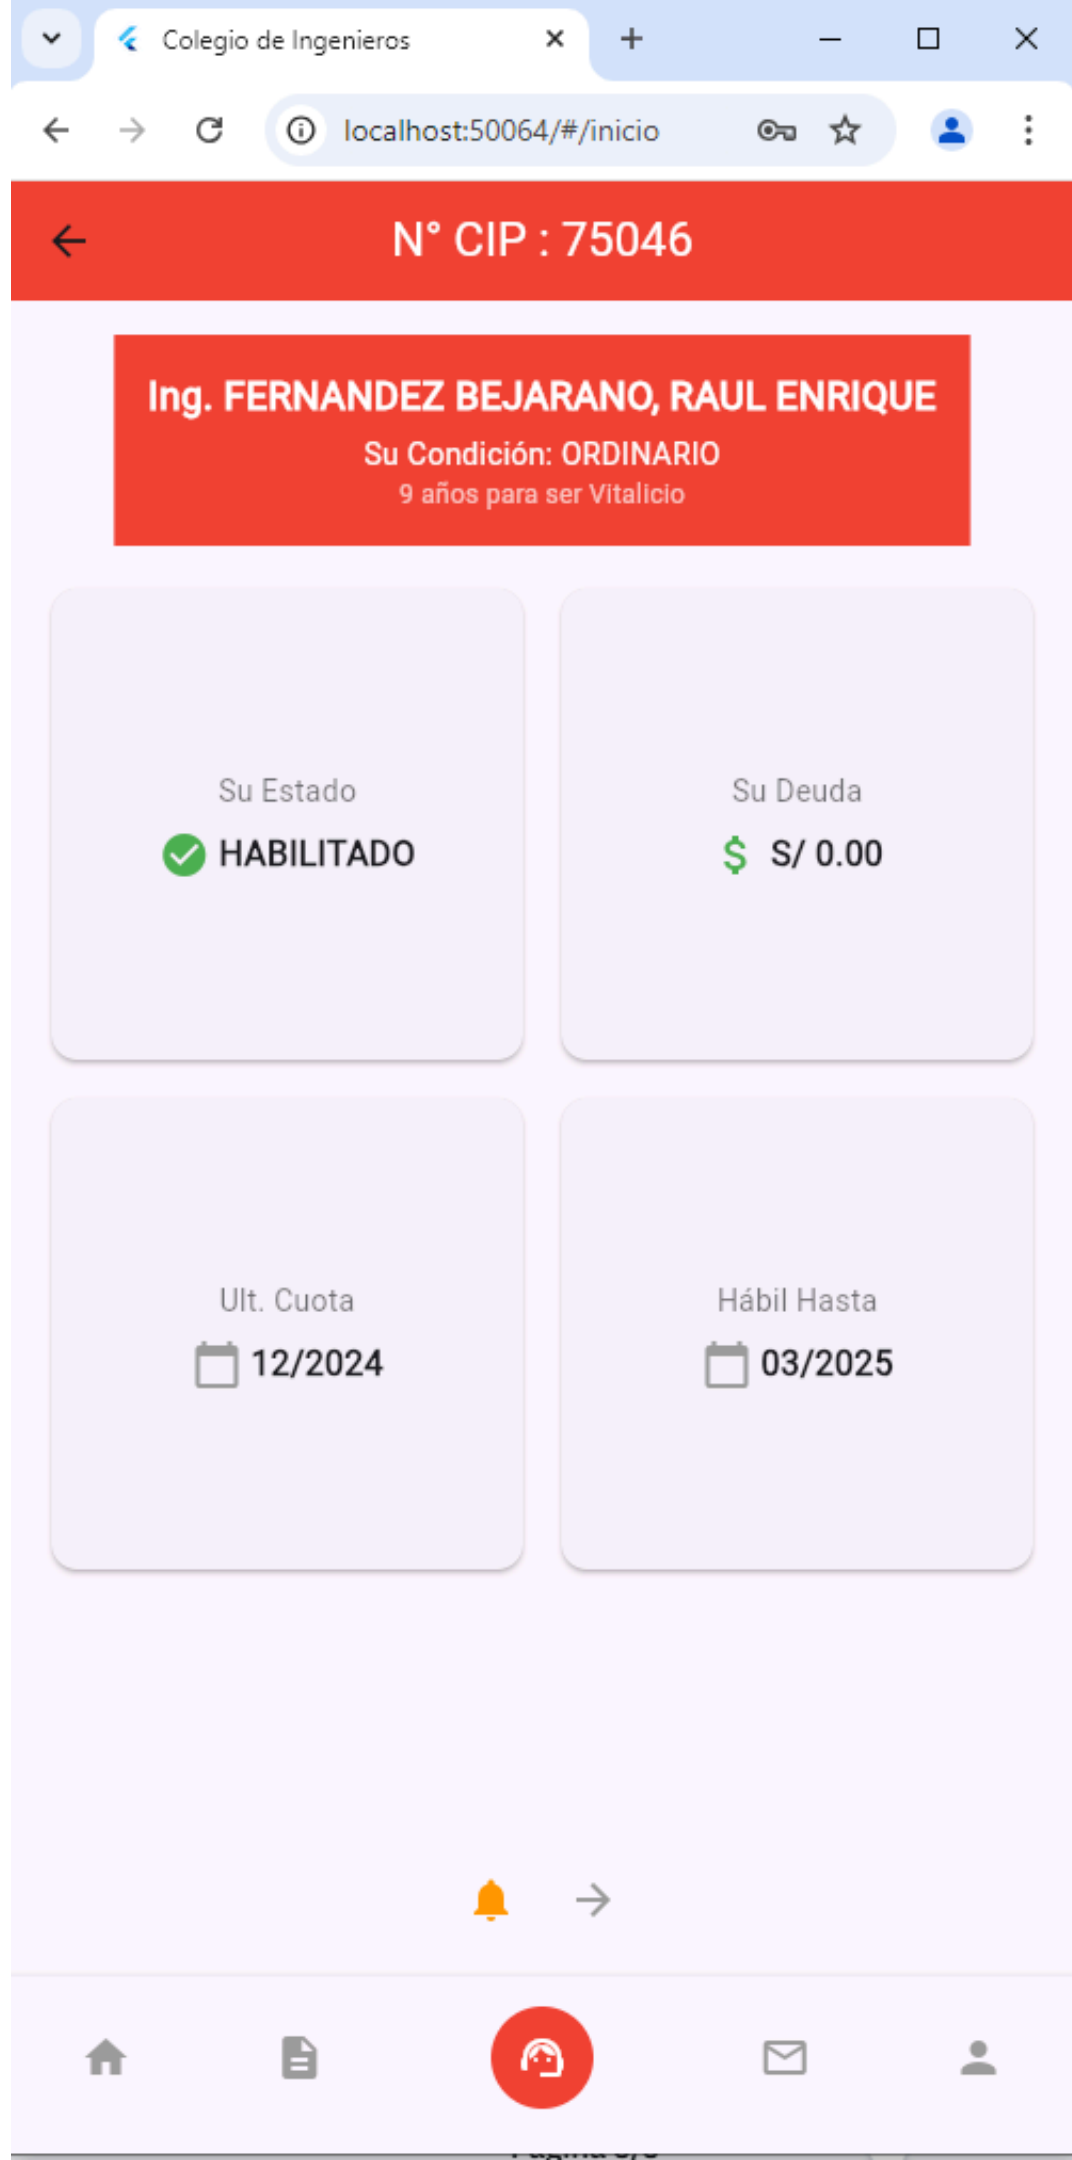 Colegio de Ingenieros
localhost:50064/#/inicio
N° CIP : 75046
Ing. FERNANDEZ BEJARANO, RAUL ENRIQUE
Su Condición: ORDINARIO
9 años para ser Vitalicio
Su Estado
HABILITADO
Su Deuda
$ S/ 0.00
Ult. Cuota
12/2024
Hábil Hasta
03/2025